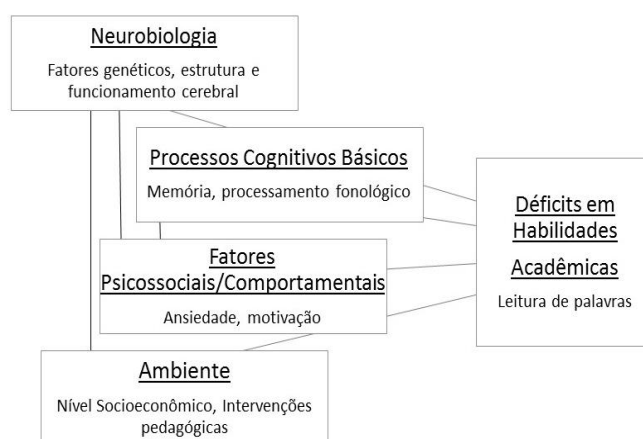 Neurobiologia
Fatores genéticos, estrutura e
funcionamento cerebral
Processos Cognitivos Básicos
Memória, processamento fonológico
Fatores
Psicossociais/Comportamentais
Ansiedade, motivação
Ambiente
Nível Socioeconômico, Intervenções
pedagógicas
Déficits em
Habilidades
Acadêmicas
Leitura de palavras